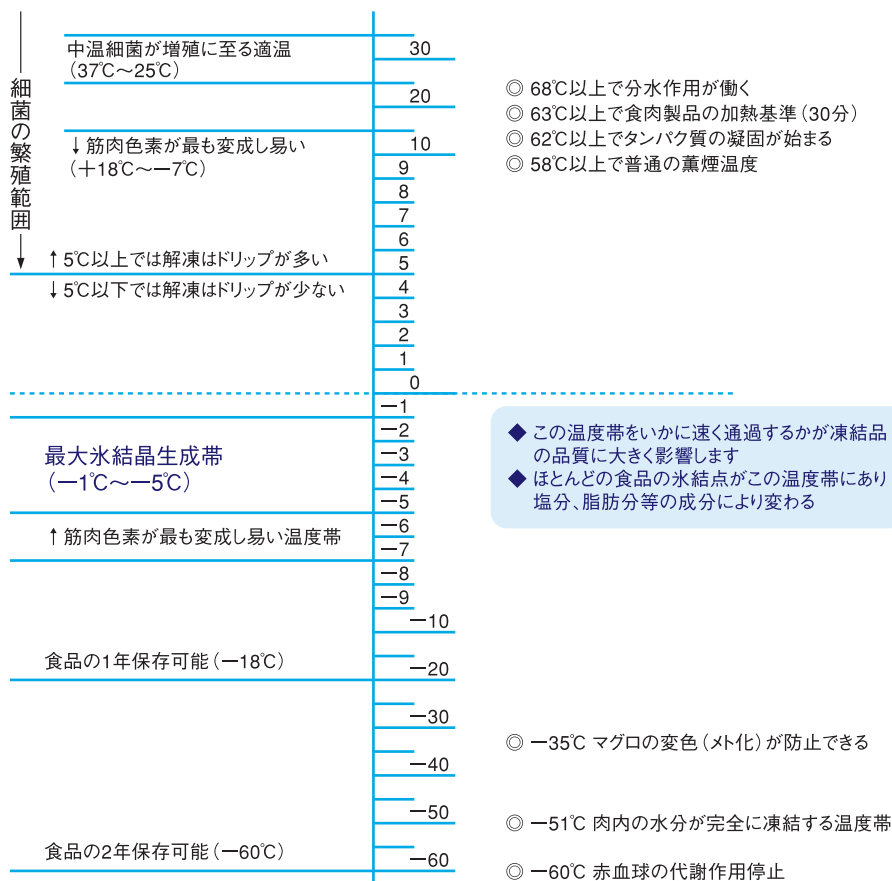 細菌の繁殖範囲
中温細菌が増殖に至る適温
(37℃〜25℃)
↓筋肉色素が最も変成し易い
(＋18℃〜−7℃)
↑5℃以上では解凍はドリップが多い
↓5℃以下では解凍はドリップが少ない
最大氷結晶生成帯
(−1℃〜−5℃)
↑筋肉色素が最も変成し易い温度帯
食品の1年保存可能(−18℃)
食品の2年保存可能(−60℃)
30
20
10
9
8
7
6
5
4
3
2
1
0
−1
−2
−3
−4
−5
−6
−7
−8
−9
−10
−20
−30
−40
−50
−60
◎ 68℃以上で分水作用が働く
◎ 63℃以上で食肉製品の加熱基準(30分)
◎ 62℃以上でタンパク質の凝固が始まる
◎ 58℃以上で普通の薫煙温度
◆ この温度帯をいかに速く通過するかが凍結品
の品質に大きく影響します
◆ ほとんどの食品の氷結点がこの温度帯にあり
塩分、脂肪分等の成分により変わる
◎ −35℃ マグロの変色(メト化)が防止できる
◎ −51℃ 肉内の水分が完全に凍結する温度帯
◎ −60℃ 赤血球の代謝作用停止